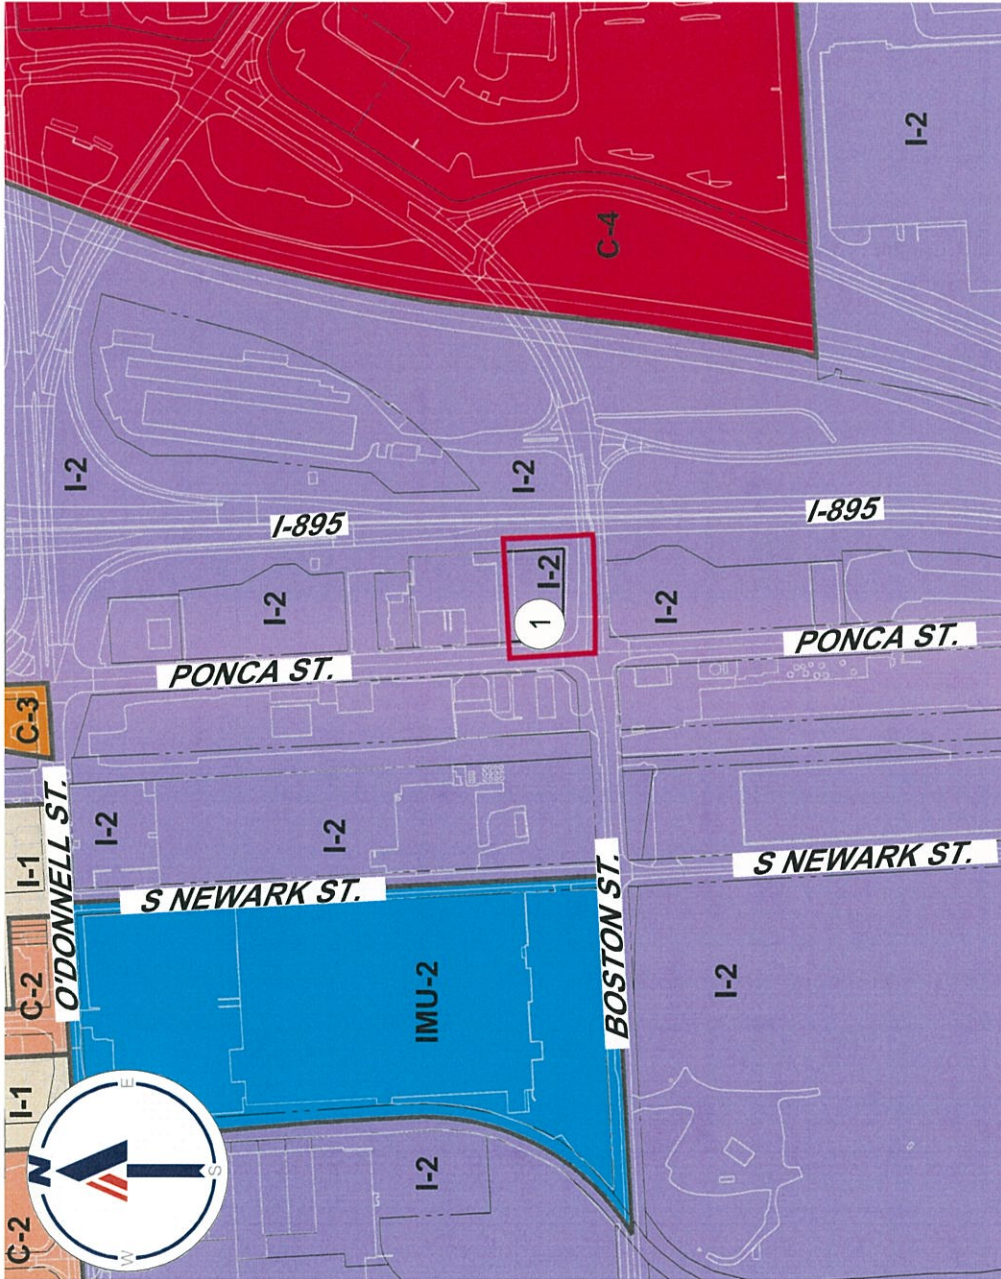 C-2
I-1
C-2
I-1
C-3
N
W
E
S
O'DONNELL ST.
I-2
I-2
S NEWARK ST.
PONCA ST.
I-2
I-895
I-2
I-2
IMU-2
I-2
1
I-2
C-4
BOSTON ST.
I-2
I-2
S NEWARK ST.
PONCA ST.
I-895
I-2